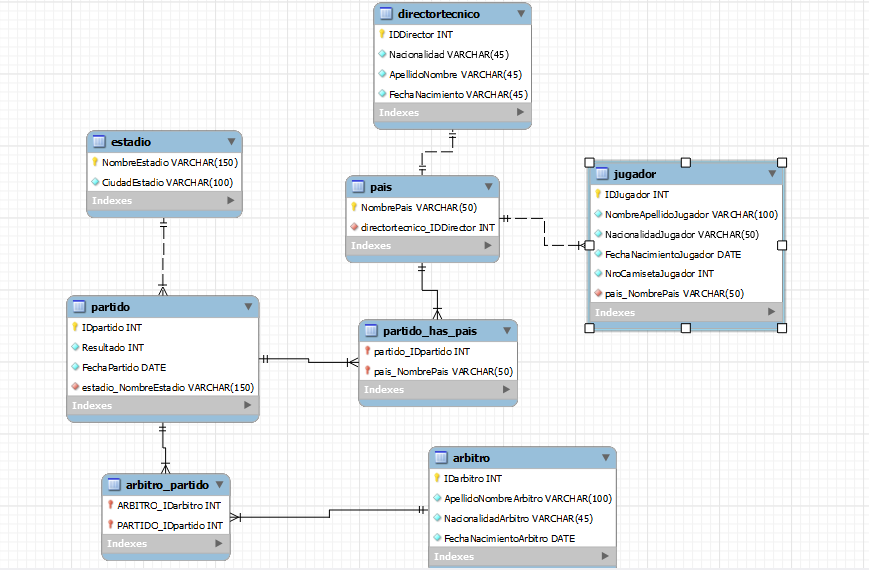 directortecnico
IDDirector INT
Nacionalidad VARCHAR(45)
ApellidoNombre VARCHAR(45)
FechaNacimiento VARCHAR(45)
Indexes
estadio
NombreEstadio VARCHAR(150)
CiudadEstadio VARCHAR(100)
Indexes
pais
NombrePais VARCHAR(50)
directortecnico_IDDirector INT
Indexes
jugador
IDJugador INT
NombreApellidoJugador VARCHAR(100)
NacionalidadJugador VARCHAR(50)
FechaNacimientoJugador DATE
NroCamisetaJugador INT
pais_NombrePais VARCHAR(50)
Indexes
partido
IDpartido INT
Resultado INT
FechaPartido DATE
estadio_NombreEstadio VARCHAR(150)
Indexes
partido_has_pais
partido_IDpartido INT
pais_NombrePais VARCHAR(50)
Indexes
arbitro_partido
ARBITRO_IDarbitro INT
PARTIDO_IDpartido INT
Indexes
arbitro
IDarbitro INT
ApellidoNombreArbitro VARCHAR(100)
NacionalidadArbitro VARCHAR(45)
FechaNacimientoArbitro DATE
Indexes